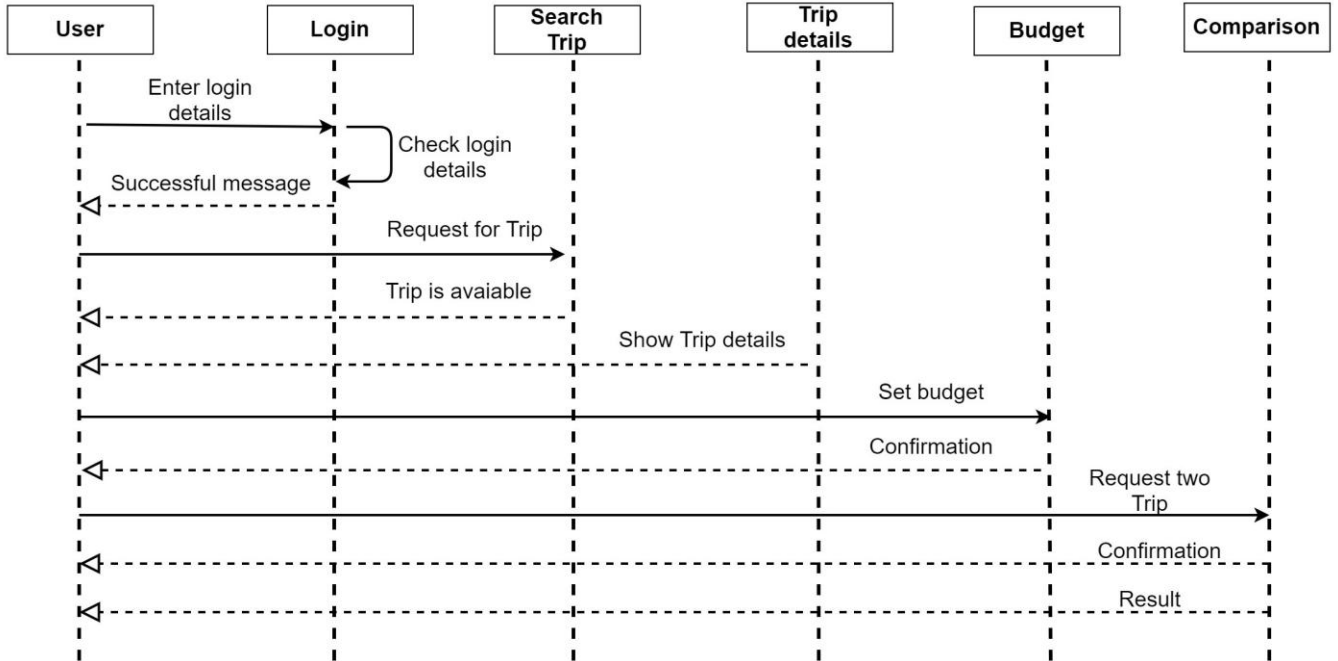 User
Login
Search
Trip
Trip
details
Budget
Comparison
Enter login
details
Check login
details
Successful message
Request for Trip
Trip is avaiable
Show Trip details
Set budget
Confirmation
Request two
Trip
Confirmation
Result